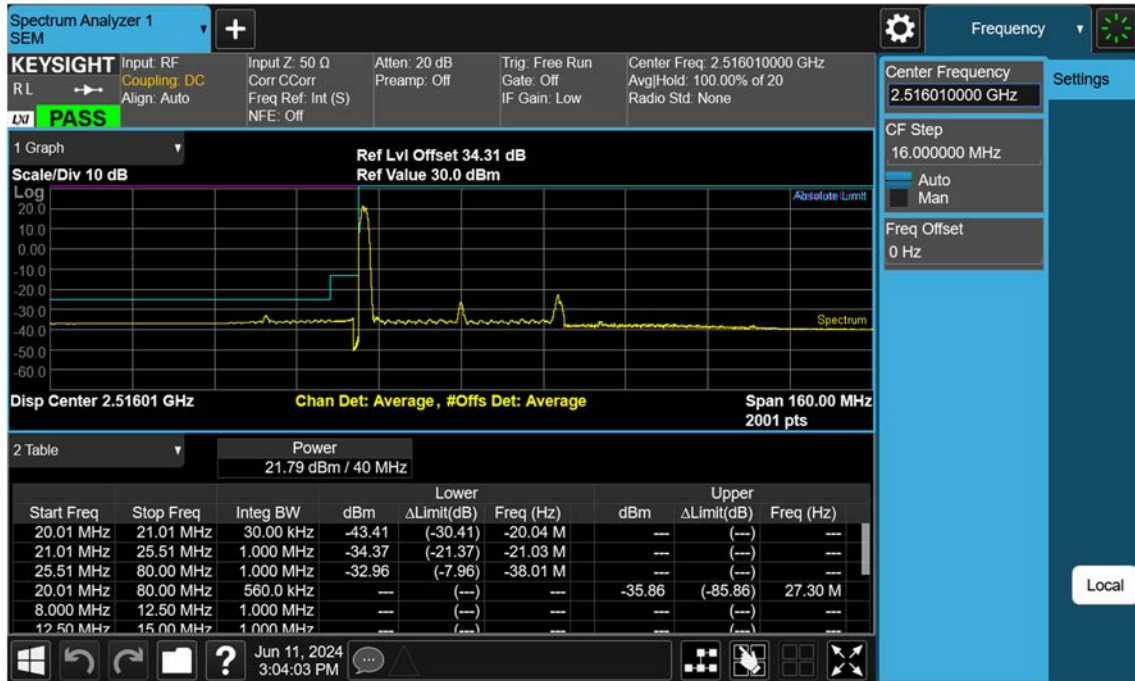 Spectrum Analyzer 1
SEM
Frequency
KEYSIGHT
RL
LXI PASS
Input: RF
Coupling: DC
Align: Auto
Input Z: 50 Ω
Corr CCorr
Freq Ref: Int (S)
NFE: Off
Atten: 20 dB
Preamp: Off
Trig: Free Run
Gate: Off
IF Gain: Low
Center Freq: 2.516010000 GHz
Avg|Hold: 100.00% of 20
Radio Std: None
Center Frequency
2.516010000 GHz
Settings
CF Step
16.000000 MHz
Auto
Man
Freq Offset
0 Hz
Local
1 Graph
Scale/Div 10 dB
Ref Lvl Offset 34.31 dB
Ref Value 30.0 dBm
Log
Absolute Limit
20.0
10.0
0.00
-10.0
-20.0
-30.0
-40.0
-50.0
-60.0
Spectrum
Disp Center 2.51601 GHz
Chan Det: Average, #Offs Det: Average
Span 160.00 MHz
2001 pts
2 Table
Power
21.79 dBm / 40 MHz
Lower Upper
Start Freq Stop Freq Integ BW dBm ΔLimit(dB) Freq (Hz) dBm ΔLimit(dB) Freq (Hz)
20.01 MHz 21.01 MHz 30.00 kHz -43.41 (-30.41) -20.04 M --- (---) ---
21.01 MHz 25.51 MHz 1.000 MHz -34.37 (-21.37) -21.03 M --- (---) ---
25.51 MHz 80.00 MHz 1.000 MHz -32.96 (-7.96) -38.01 M --- (---) ---
20.01 MHz 80.00 MHz 560.0 kHz --- (---) --- -35.86 (-85.86) 27.30 M
8.000 MHz 12.50 MHz 1.000 MHz --- (---) --- --- (---) ---
12.50 MHz 15.00 MHz 1.000 MHz --- (---) --- --- (---) ---
Jun 11, 2024
3:04:03 PM